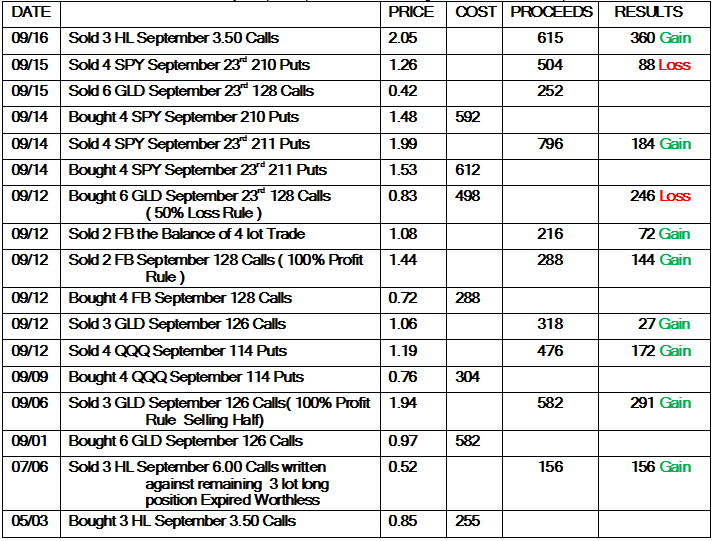 DATE PRICE COST PROCEEDS RESULTS
09/16 Sold 3 HL September 3.50 Calls 2.05 615 360 Gain
09/15 Sold 4 SPY September 23rd 210 Puts 1.26 504 88 Loss
09/15 Sold 6 GLD September 23rd 128 Calls 0.42 252
09/14 Bought 4 SPY September 210 Puts 1.48 592
09/14 Sold 4 SPY September 23rd 211 Puts 1.99 796 184 Gain
09/14 Bought 4 SPY September 23rd 211 Puts 1.53 612
09/12 Bought 6 GLD September 23rd 128 Calls 0.83 498 246 Loss
( 50% Loss Rule )
09/12 Sold 2 FB the Balance of 4 lot Trade 1.08 216 72 Gain
09/12 Sold 2 FB September 128 Calls ( 100% Profit 1.44 288 144 Gain
Rule )
09/12 Bought 4 FB September 128 Calls 0.72 288
09/12 Sold 3 GLD September 126 Calls 1.06 318 27 Gain
09/12 Sold 4 QQQ September 114 Puts 1.19 476 172 Gain
09/09 Bought 4 QQQ September 114 Puts 0.76 304
09/06 Sold 3 GLD September 126 Calls( 100% Profit 1.94 582 291 Gain
Rule Selling Half)
09/01 Bought 6 GLD September 126 Calls 0.97 582
07/06 Sold 3 HL September 6.00 Calls written 0.52 156 156 Gain
against remaining 3 lot long
position Expired Worthless
05/03 Bought 3 HL September 3.50 Calls 0.85 255